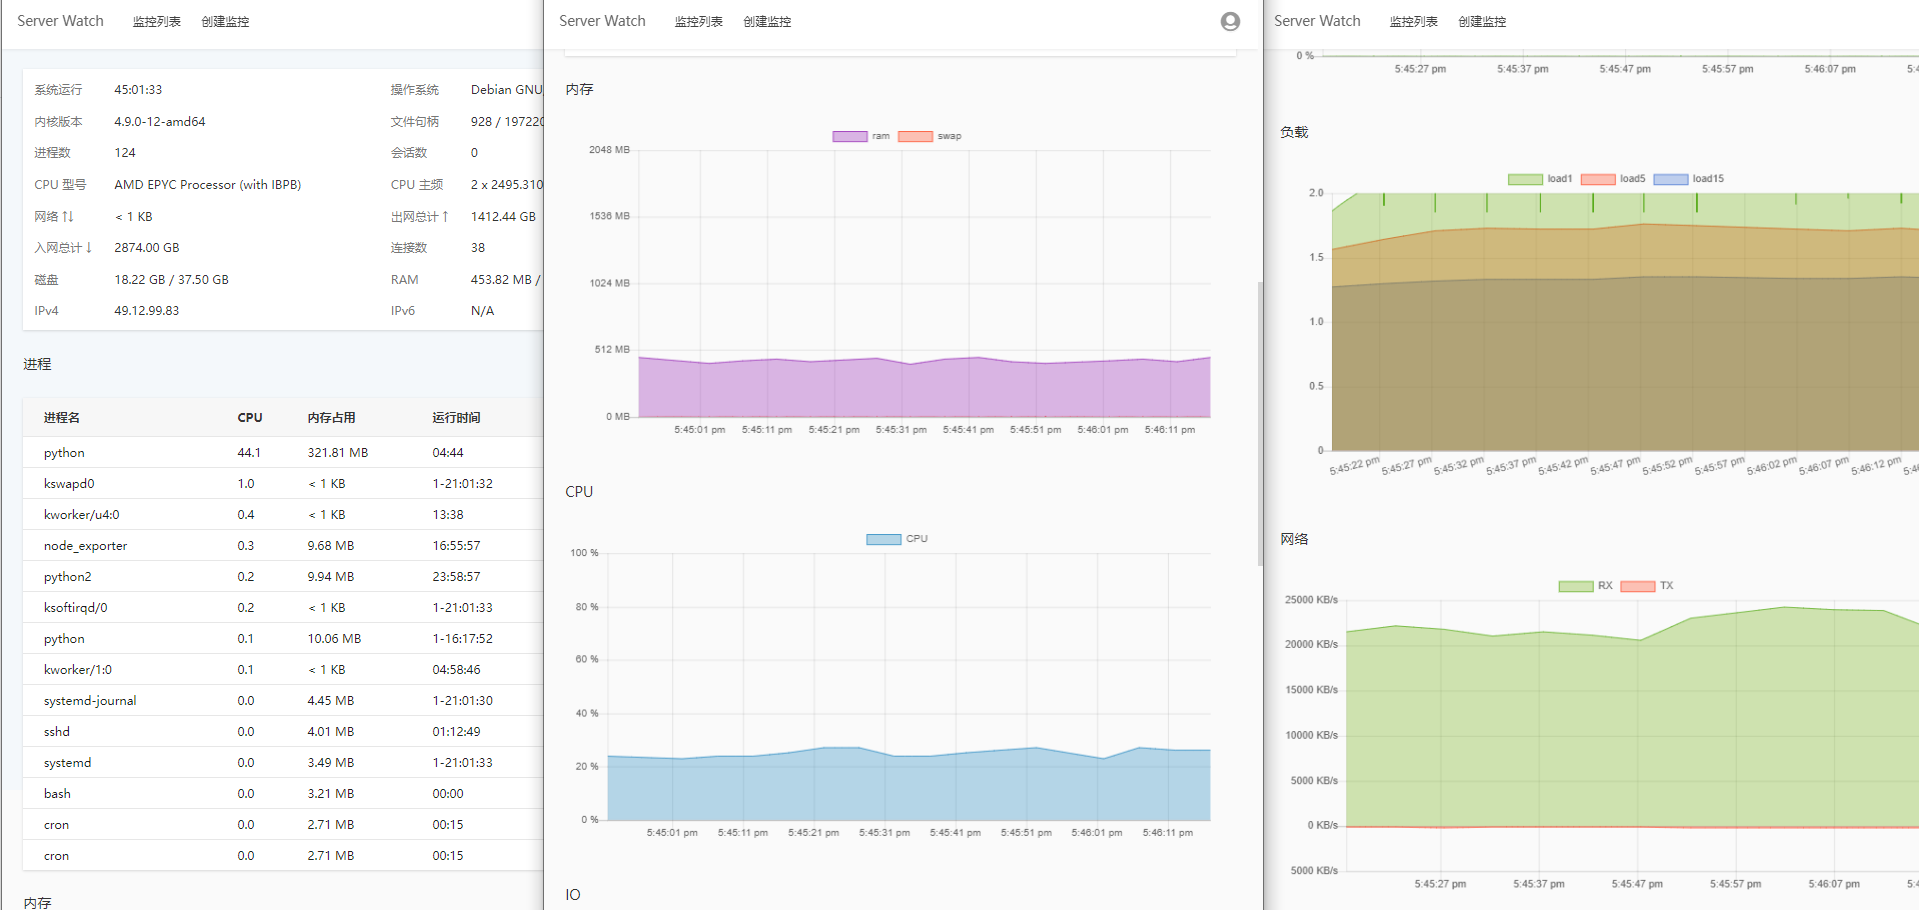 Server Watch 监控列表 创建监控
系统运行 45:01:33 操作系统 Debian GNU
内核版本 4.9.0-12-amd64 文件句柄 928 / 197220
进程数 124 会话数 0
CPU 型号 AMD EPYC Processor (with IBPB) CPU 主频 2 x 2495.310
网络 ↑↓ < 1 KB 出网总计 ↑ 1412.44 GB
入网总计 ↓ 2874.00 GB 连接数 38
磁盘 18.22 GB / 37.50 GB RAM 453.82 MB /
IPv4 49.12.99.83 IPv6 N/A
进程
进程名 CPU 内存占用 运行时间
python 44.1 321.81 MB 04:44
kswapd0 1.0 < 1 KB 1-21:01:32
kworker/u4:0 0.4 < 1 KB 13:38
node_exporter 0.3 9.68 MB 16:55:57
python2 0.2 9.94 MB 23:58:57
ksoftirqd/0 0.2 < 1 KB 1-21:01:33
python 0.1 10.06 MB 1-16:17:52
kworker/1:0 0.1 < 1 KB 04:58:46
systemd-journal 0.0 4.45 MB 1-21:01:30
sshd 0.0 4.01 MB 01:12:49
systemd 0.0 3.49 MB 1-21:01:33
bash 0.0 3.21 MB 00:00
cron 0.0 2.71 MB 00:15
cron 0.0 2.71 MB 00:15
内存
Server Watch 监控列表 创建监控
内存
ram swap
2048 MB
1536 MB
1024 MB
512 MB
0 MB
5:45:01 pm 5:45:11 pm 5:45:21 pm 5:45:31 pm 5:45:41 pm 5:45:51 pm 5:46:01 pm 5:46:11 pm
CPU
CPU
100 %
80 %
60 %
40 %
20 %
0 %
5:45:01 pm 5:45:11 pm 5:45:21 pm 5:45:31 pm 5:45:41 pm 5:45:51 pm 5:46:01 pm 5:46:11 pm
IO
Server Watch 监控列表 创建监控
0 %
5:45:27 pm 5:45:37 pm 5:45:47 pm 5:45:57 pm 5:46:07 pm
负载
load1 load5 load15
2.0
1.5
1.0
0.5
0
5:45:22 pm 5:45:27 pm 5:45:32 pm 5:45:37 pm 5:45:42 pm 5:45:47 pm 5:45:52 pm 5:45:57 pm 5:46:02 pm 5:46:07 pm 5:46:12 pm
网络
RX TX
25000 KB/s
20000 KB/s
15000 KB/s
10000 KB/s
5000 KB/s
0 KB/s
5000 KB/s
5:45:27 pm 5:45:37 pm 5:45:47 pm 5:45:57 pm 5:46:07 pm